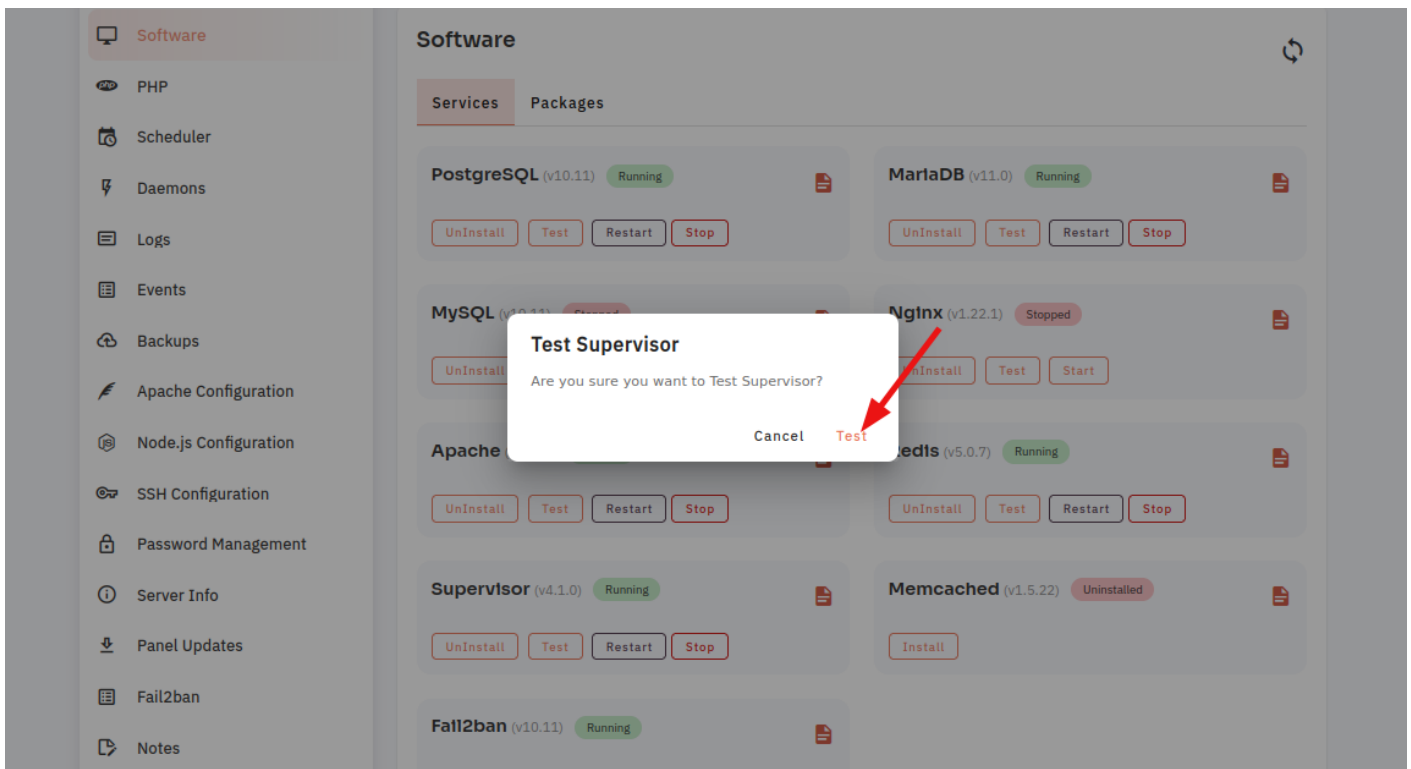 Software
PHP
Scheduler
Daemons
Logs
Events
Backups
Apache Configuration
Node.js Configuration
SSH Configuration
Password Management
Server Info
Panel Updates
Fail2ban
Notes
Software
Services Packages
PostgreSQL (v10.11) Running
UnInstall Test Restart Stop
MariaDB (v11.0) Running
UnInstall Test Restart Stop
MySQL
UnInstall
Nginx (v1.22.1) Stopped
UnInstall Test Start
Test Supervisor
Are you sure you want to Test Supervisor?
Cancel Test
Apache
UnInstall Test Restart Stop
Redis (v5.0.7) Running
UnInstall Test Restart Stop
Supervisor (v4.1.0) Running
UnInstall Test Restart Stop
Memcached (v1.5.22) Uninstalled
Install
Fail2ban (v10.11) Running